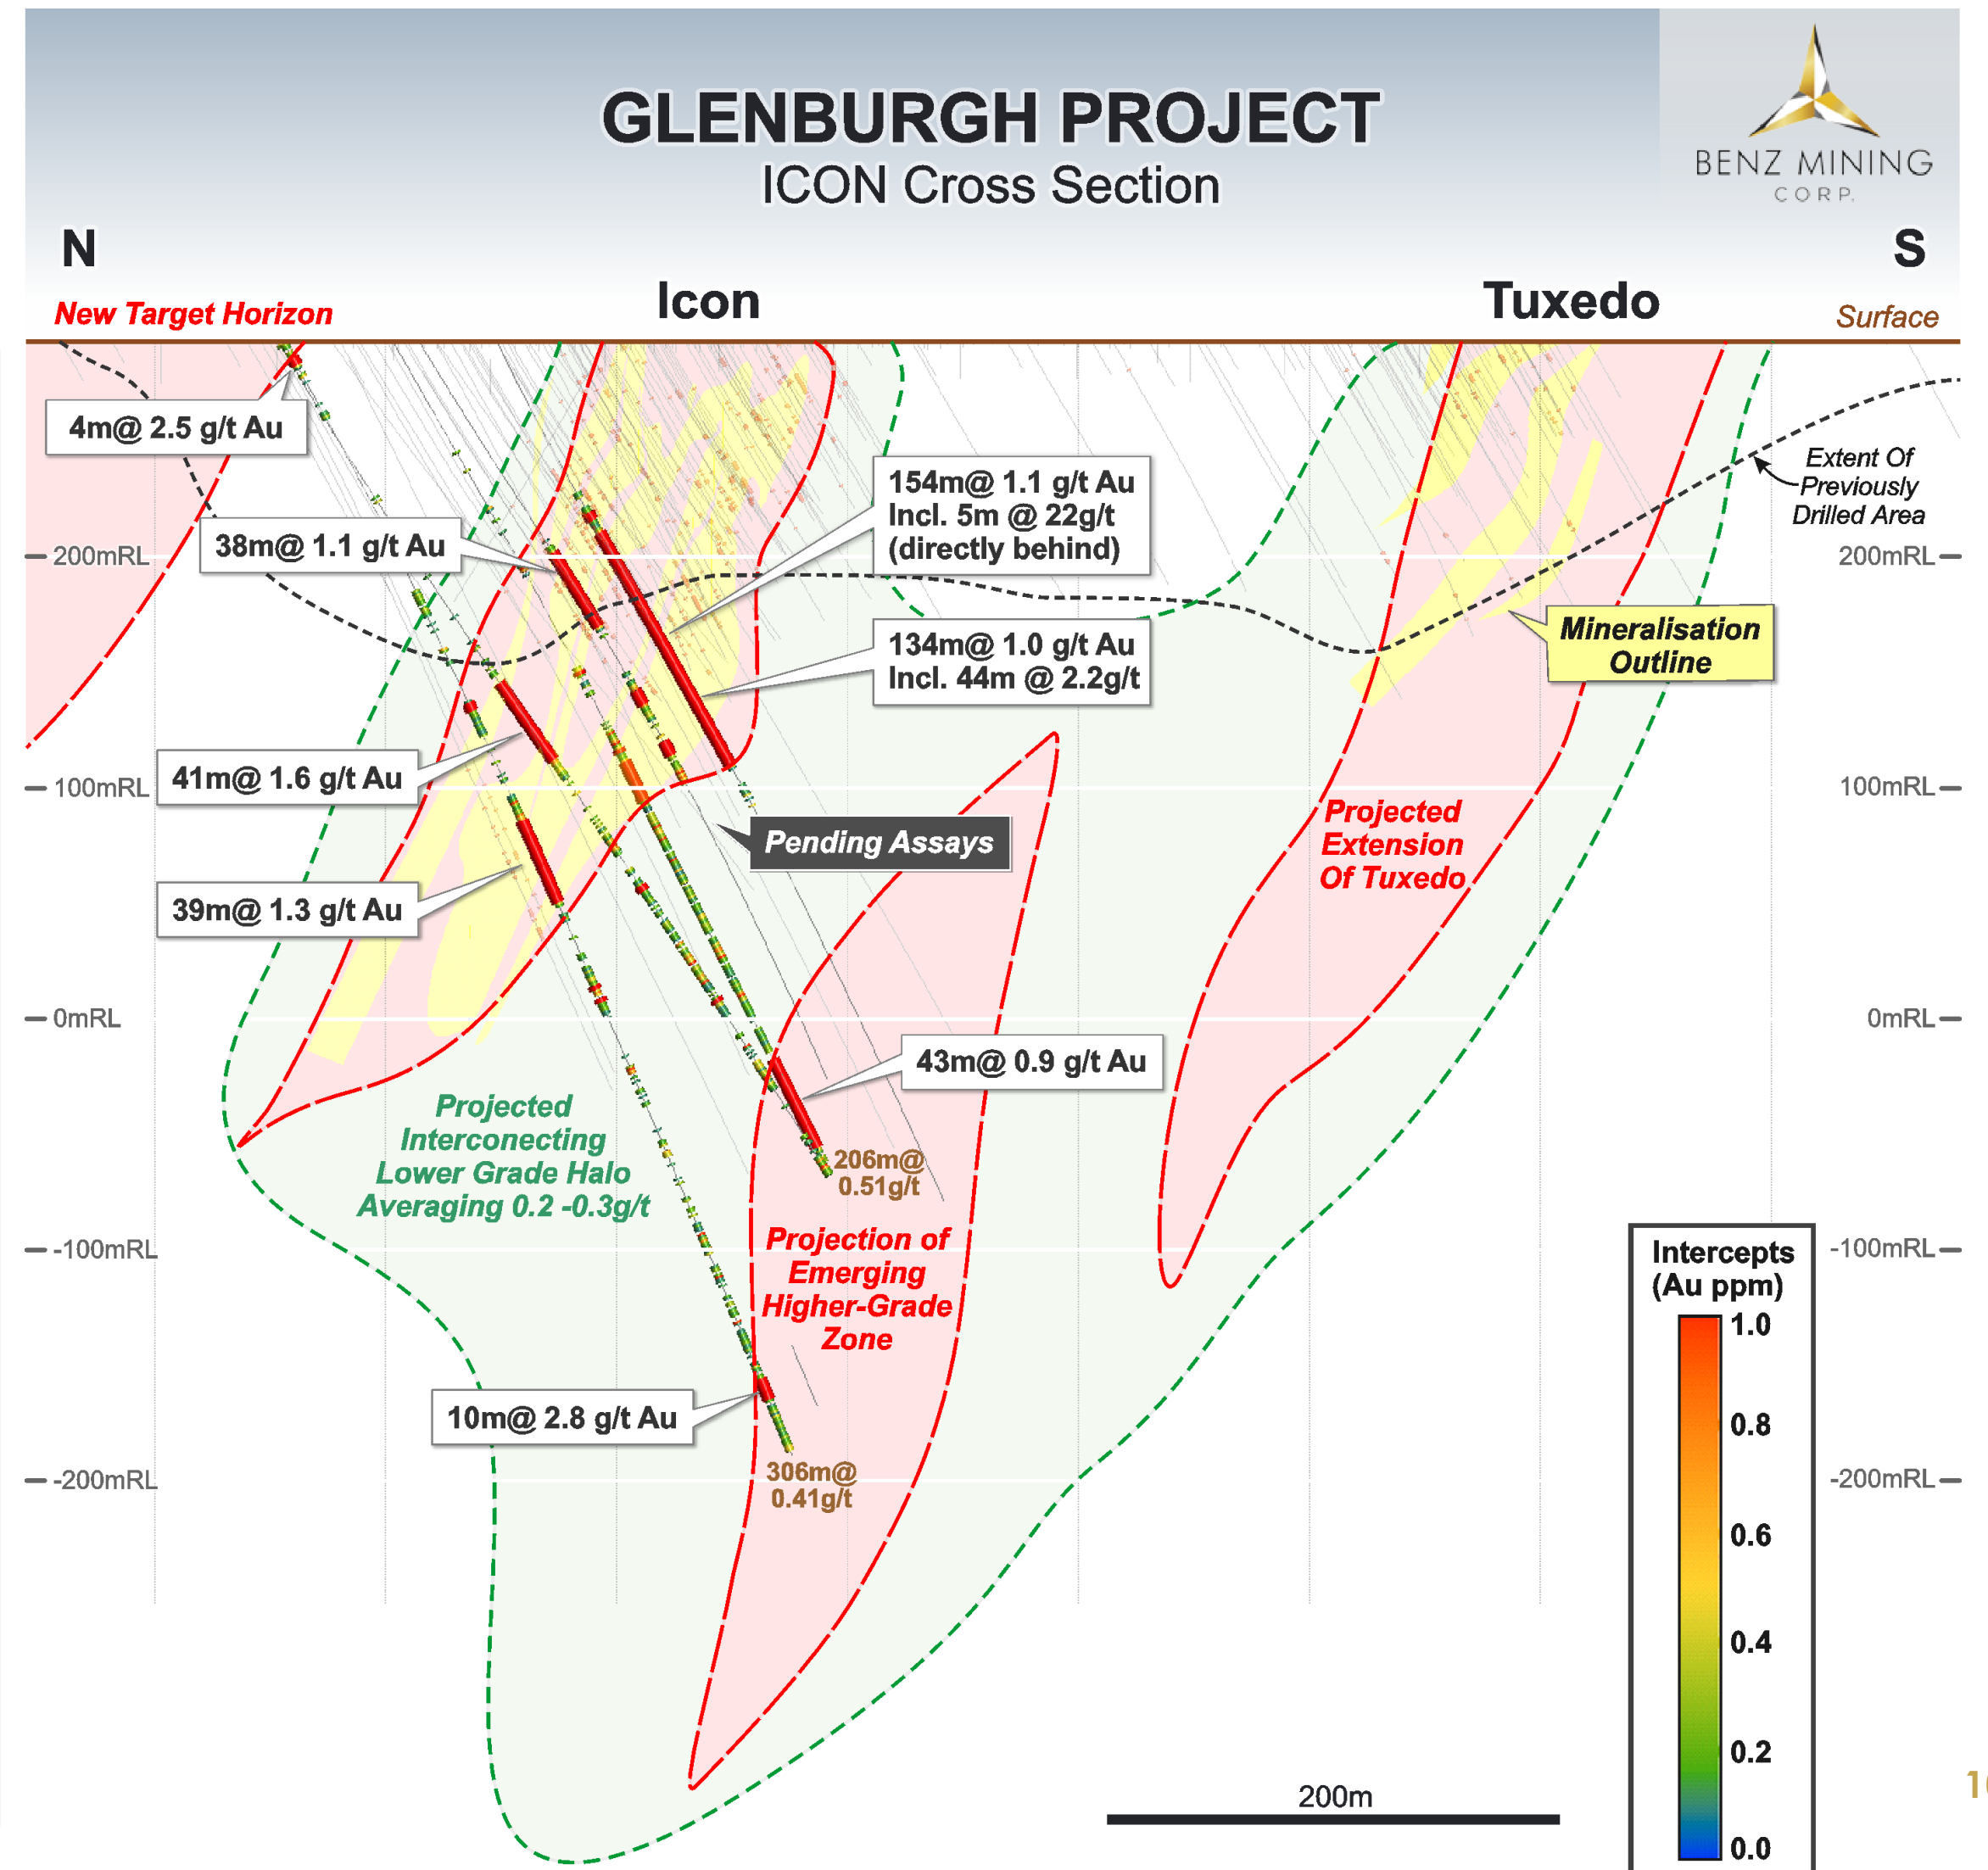 GLENBURGH PROJECT
ICON Cross Section
BENZ MINING
CORP.
N
S
New Target Horizon
Icon
Tuxedo
Surface
4m@ 2.5 g/t Au
154m@ 1.1 g/t Au
Incl. 5m @ 22g/t
(directly behind)
Extent Of
Previously
Drilled Area
38m@ 1.1 g/t Au
200mRL
200mRL
134m@ 1.0 g/t Au
Incl. 44m @ 2.2g/t
Mineralisation
Outline
41m@ 1.6 g/t Au
100mRL
100mRL
Pending Assays
Projected
Extension
Of Tuxedo
39m@ 1.3 g/t Au
0mRL
0mRL
43m@ 0.9 g/t Au
Projected
Interconecting
Lower Grade Halo
Averaging 0.2 -0.3g/t
206m@
0.51g/t
-100mRL
-100mRL
Projection of
Emerging
Higher-Grade
Zone
10m@ 2.8 g/t Au
306m@
0.41g/t
-200mRL
-200mRL
Intercepts
(Au ppm)
1.0
0.8
0.6
0.4
0.2
0.0
200m